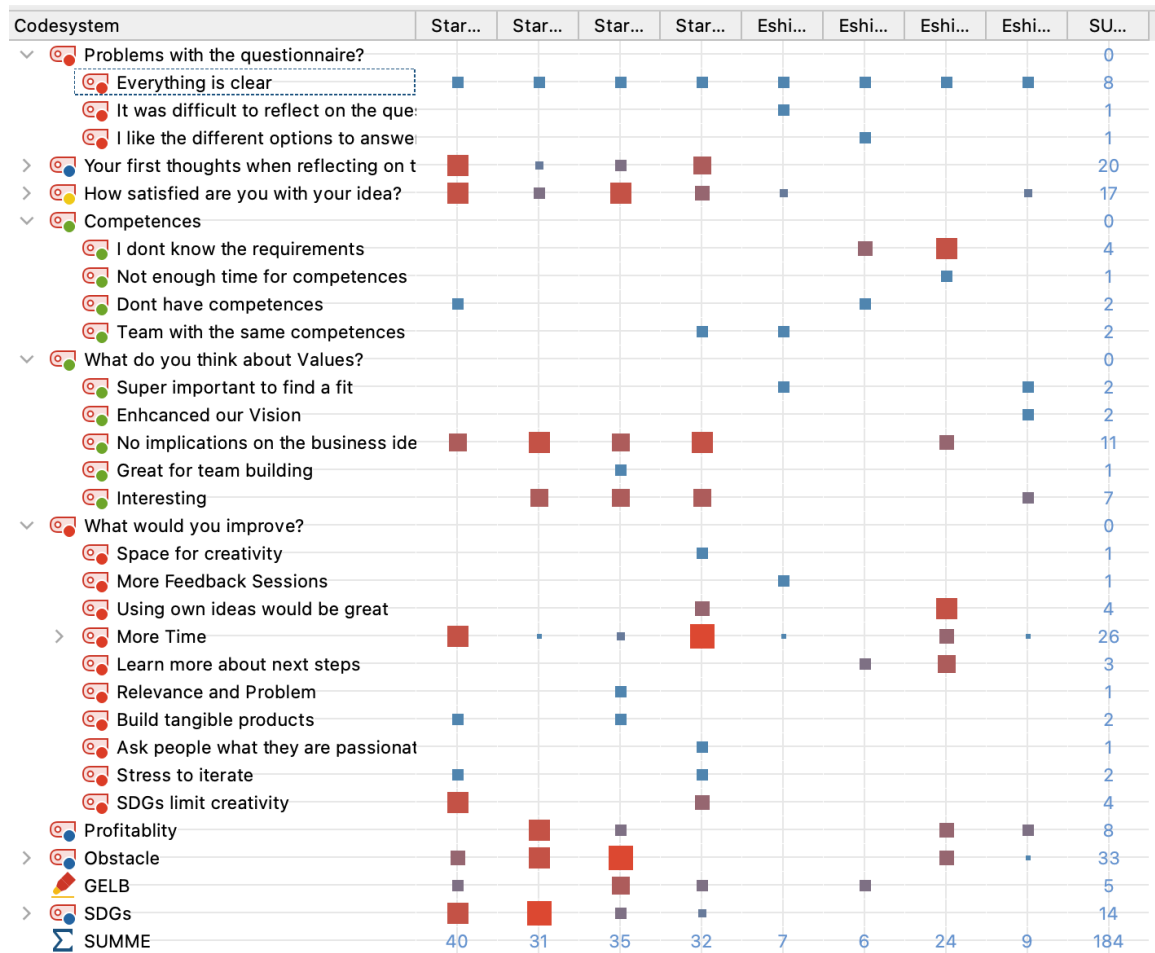 Codesystem Star... Star... Star... Star... Eshi... Eshi... Eshi... Eshi... SU...
Problems with the questionnaire? 0
Everything is clear 8
It was difficult to reflect on the que 1
I like the different options to answe 1
Your first thoughts when reflecting on t 20
How satisfied are you with your idea? 17
Competences 0
I dont know the requirements 4
Not enough time for competences 1
Dont have competences 2
Team with the same competences 2
What do you think about Values? 0
Super important to find a fit 2
Enhcanced our Vision 2
No implications on the business ide 11
Great for team building 1
Interesting 7
What would you improve? 0
Space for creativity 1
More Feedback Sessions 1
Using own ideas would be great 4
More Time 26
Learn more about next steps 3
Relevance and Problem 1
Build tangible products 2
Ask people what they are passionat 1
Stress to iterate 2
SDGs limit creativity 4
Profitablity 8
Obstacle 33
GELB 5
SDGs 14
SUMME 40 31 35 32 7 6 24 9 184